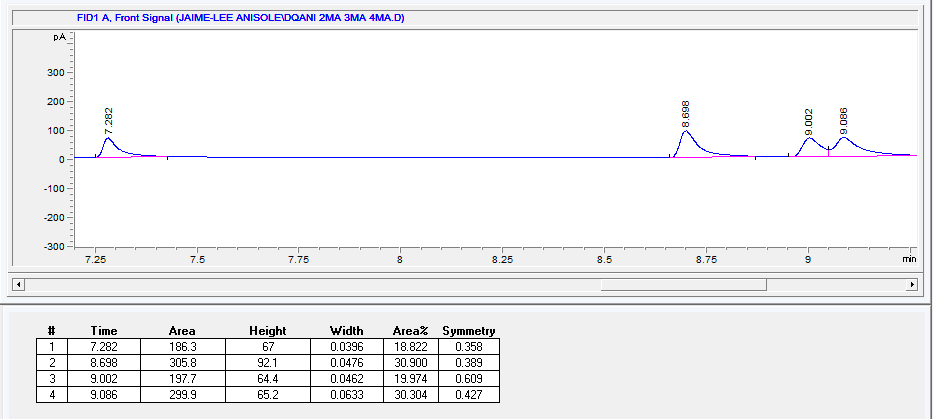 FID1 A, Front Signal (JAIME-LEE ANISOLE\DQANI 2MA 3MA 4MA.D)
pA
300
200
100
0
-100
-200
-300
7.282
8.698
9.002
9.086
7.25 7.5 7.75 8 8.25 8.5 8.75 9 min
# Time Area Height Width Area% Symmetry
1 7.282 186.3 67 0.0396 18.822 0.358
2 8.698 305.8 92.1 0.0476 30.900 0.389
3 9.002 197.7 64.4 0.0462 19.974 0.609
4 9.086 299.9 65.2 0.0633 30.304 0.427